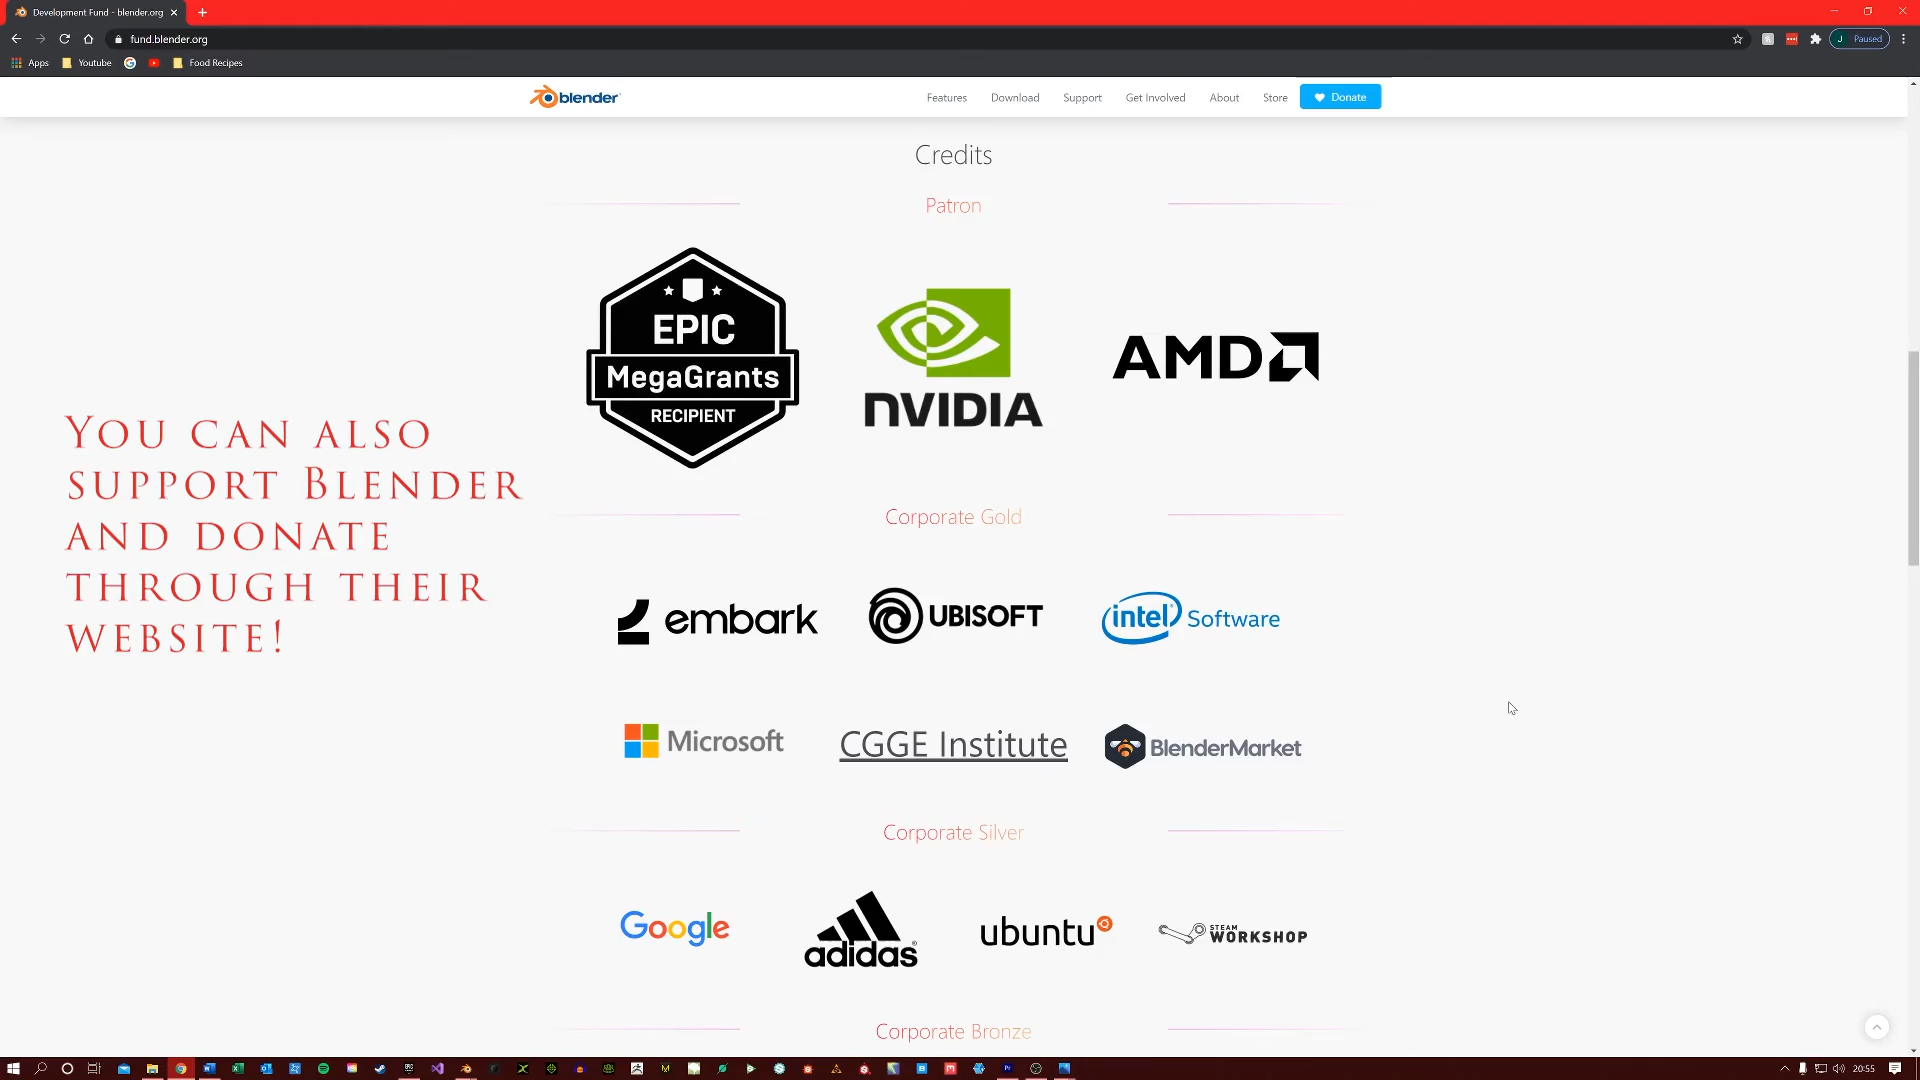 Development Fund - blender.org
fund.blender.org
J Paused
Apps
Youtube
Food Recipes
blender
Features
Download
Support
Get Involved
About
Store
Donate
Credits
Patron
EPIC
MegaGrants
RECIPIENT
NVIDIA
AMD
YOU CAN ALSO
SUPPORT BLENDER
AND DONATE
THROUGH THEIR
WEBSITE!
Corporate Gold
embark
UBISOFT
intel Software
Microsoft
CGGE Institute
BlenderMarket
Corporate Silver
Google
adidas
ubuntu
STEAM
WORKSHOP
Corporate Bronze
20:55